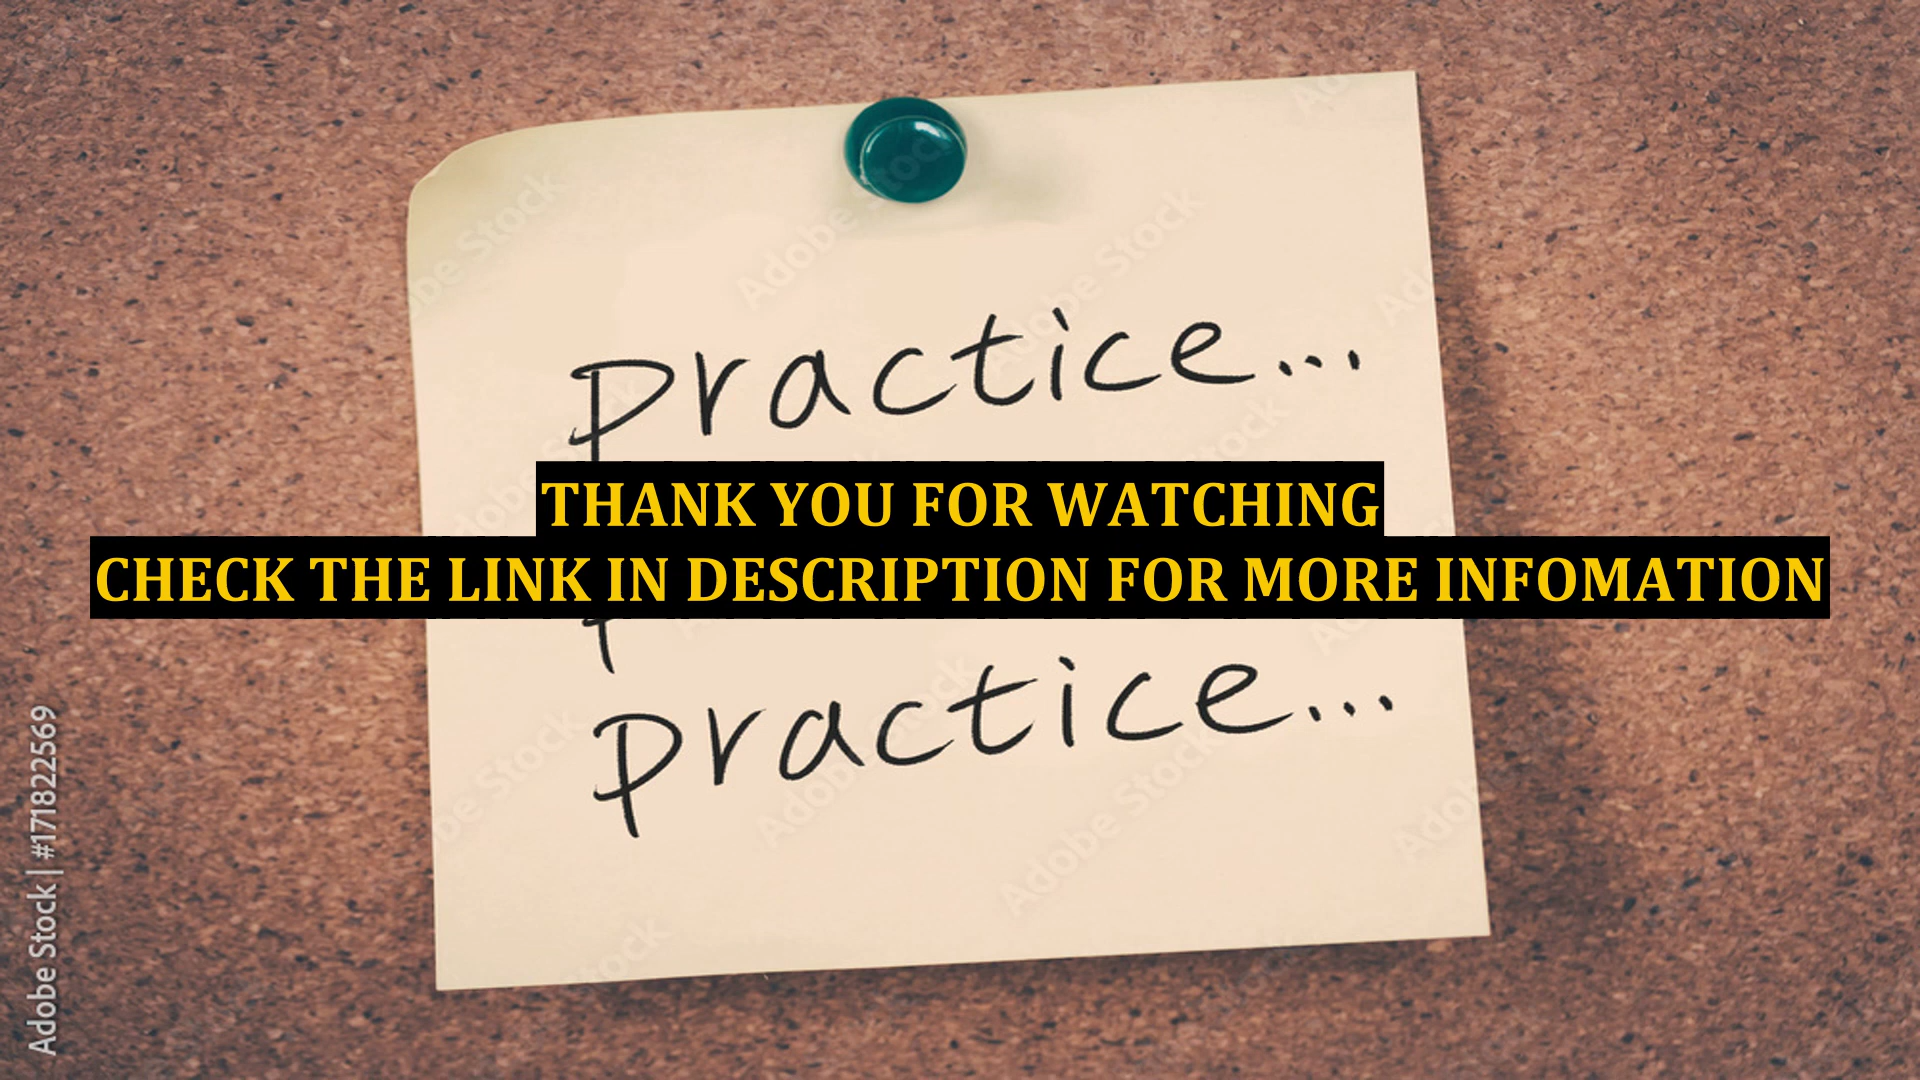 practice...
THANK YOU FOR WATCHING
CHECK THE LINK IN DESCRIPTION FOR MORE INFOMATION
practice...
Adobe Stock | #171822569